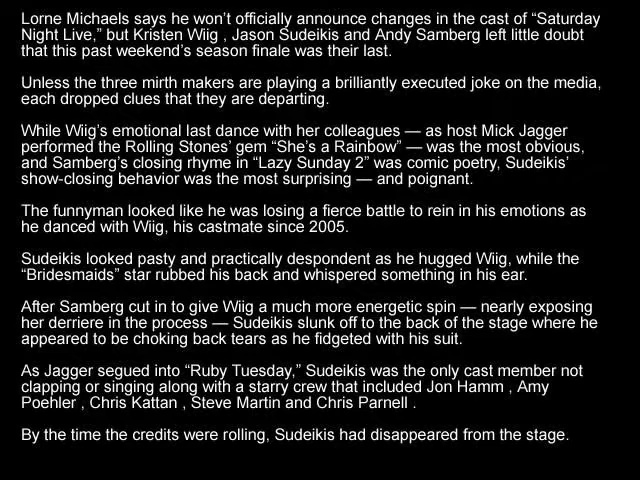 Lorne Michaels says he won't officially announce changes in the cast of “Saturday
Night Live,” but Kristen Wiig , Jason Sudeikis and Andy Samberg left little doubt
that this past weekend’s season finale was their last.
Unless the three mirth makers are playing a brilliantly executed joke on the media,
each dropped clues that they are departing.
While Wiig’s emotional last dance with her colleagues — as host Mick Jagger
performed the Rolling Stones’ gem “She’s a Rainbow” — was the most obvious,
and Samberg’s closing rhyme in “Lazy Sunday 2” was comic poetry, Sudeikis’
show-closing behavior was the most surprising — and poignant.
The funnyman looked like he was losing a fierce battle to rein in his emotions as
he danced with Wiig, his castmate since 2005.
Sudeikis looked pasty and practically despondent as he hugged Wiig, while the
“Bridesmaids” star rubbed his back and whispered something in his ear.
After Samberg cut in to give Wiig a much more energetic spin — nearly exposing
her derriere in the process — Sudeikis slunk off to the back of the stage where he
appeared to be choking back tears as he fidgeted with his suit.
As Jagger segued into “Ruby Tuesday,” Sudeikis was the only cast member not
clapping or singing along with a starry crew that included Jon Hamm , Amy
Poehler , Chris Kattan , Steve Martin and Chris Parnell .
By the time the credits were rolling, Sudeikis had disappeared from the stage.